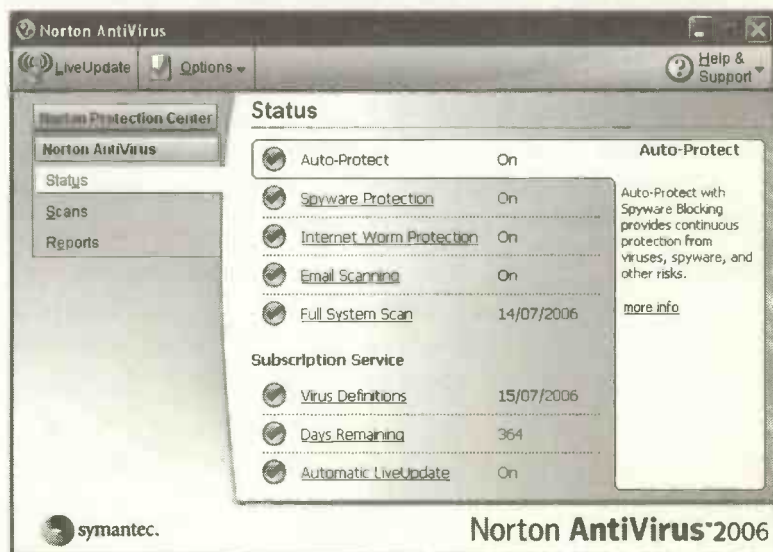 Norton AntiVirus
LiveUpdate Options Help & Support
Norton Protection Center
Norton AntiVirus
Status
Scans
Reports
Status
Auto-Protect On
Spyware Protection On
Internet Worm Protection On
Email Scanning On
Full System Scan 14/07/2006
Subscription Service
Virus Definitions 15/07/2006
Days Remaining 364
Automatic LiveUpdate On
Auto-Protect
Auto-Protect with
Spyware Blocking
provides continuous
protection from
viruses, spyware, and
other risks.
more info
symantec.
Norton AntiVirus 2006